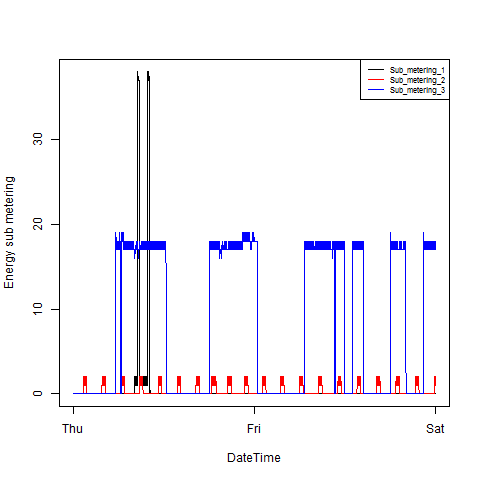 Sub_metering_1
Sub_metering_2
Sub_metering_3
30
20
10
0
Energy sub metering
Thu
Fri
Sat
DateTime